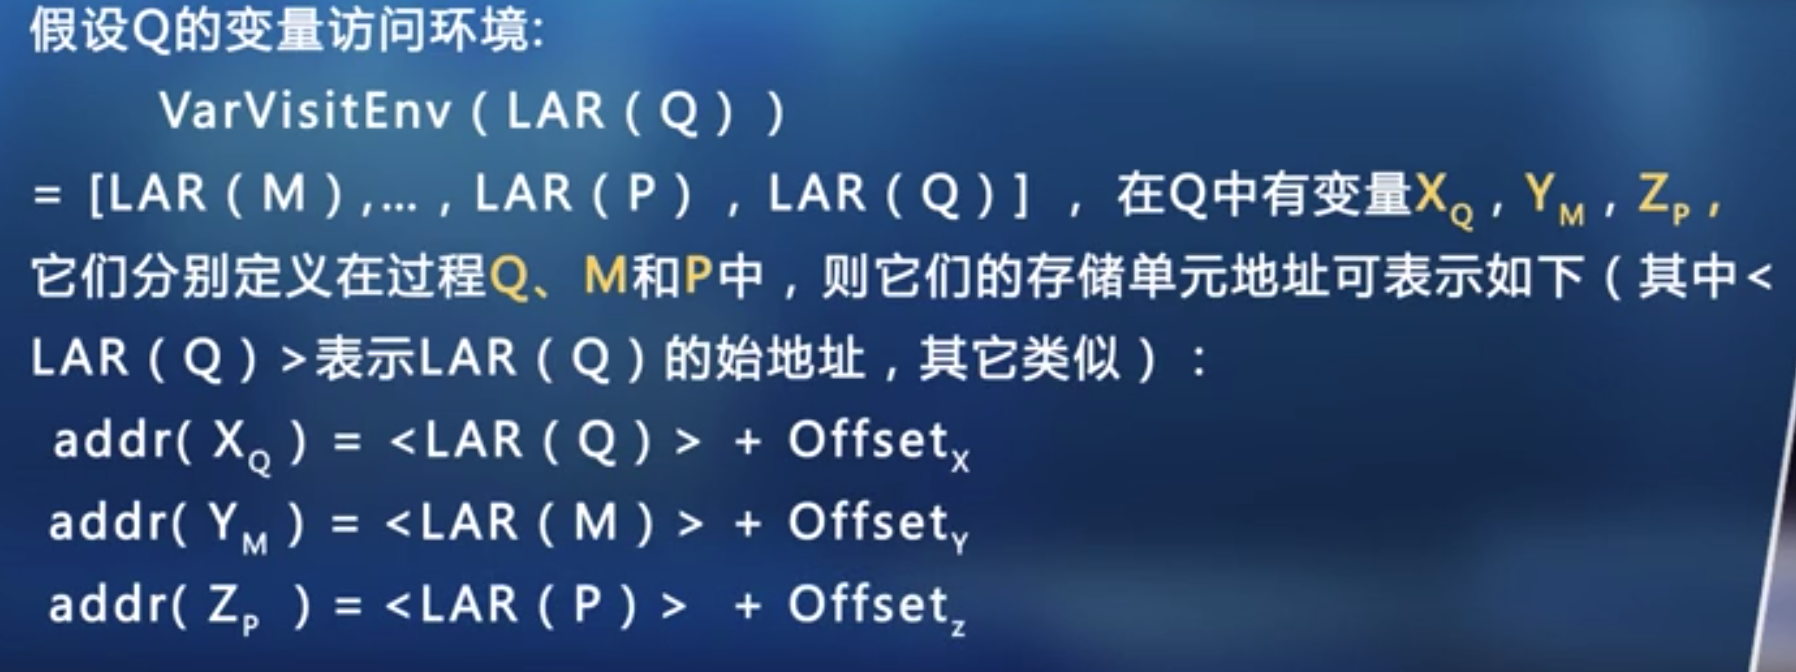 假设Q的变量访问环境:
VarVisitEnv（LAR（Q））
= [LAR（M）,…，LAR（P），LAR（Q）]，在Q中有变量X_Q，Y_M，Z_P，
它们分别定义在过程Q、M和P中，则它们的存储单元地址可表示如下（其中<
LAR（Q）>表示LAR（Q）的始地址，其它类似）：
addr( X_Q ) = <LAR（Q）> + Offset_X
addr( Y_M ) = <LAR（M）> + Offset_Y
addr( Z_P ) = <LAR（P）> + Offset_z